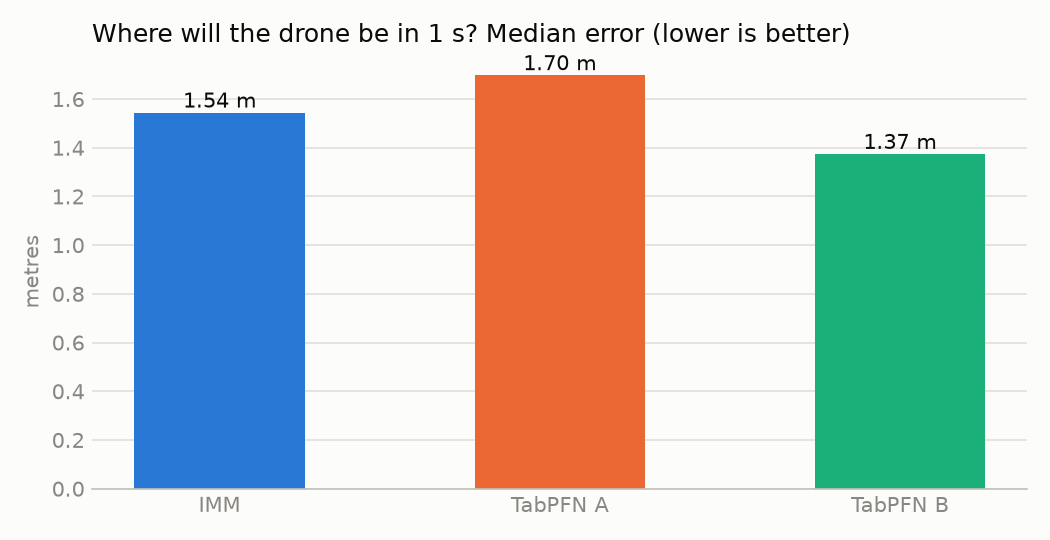 Where will the drone be in 1 s? Median error (lower is better)
1.70 m
1.54 m
1.37 m
metres
1.6
1.4
1.2
1.0
0.8
0.6
0.4
0.2
0.0
IMM
TabPFN A
TabPFN B